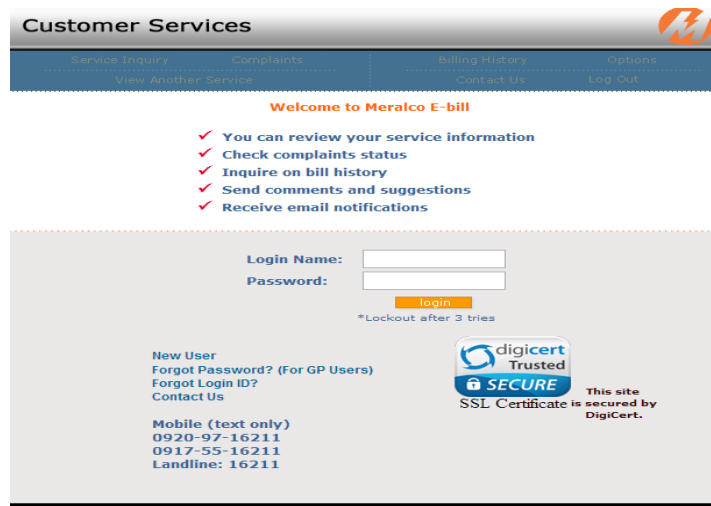 Customer Services
Service Inquiry Complaints Billing History Options
View Another Service Contact Us Log Out
Welcome to Meralco E-bill
You can review your service information
Check complaints status
Inquire on bill history
Send comments and suggestions
Receive email notifications
Login Name:
Password:
login
*Lockout after 3 tries
New User
Forgot Password? (For GP Users)
Forgot Login ID?
Contact Us
Mobile (text only)
0920-97-16211
0917-55-16211
Landline: 16211
digicert
Trusted
SECURE
SSL Certificate
This site
is secured by
DigiCert.